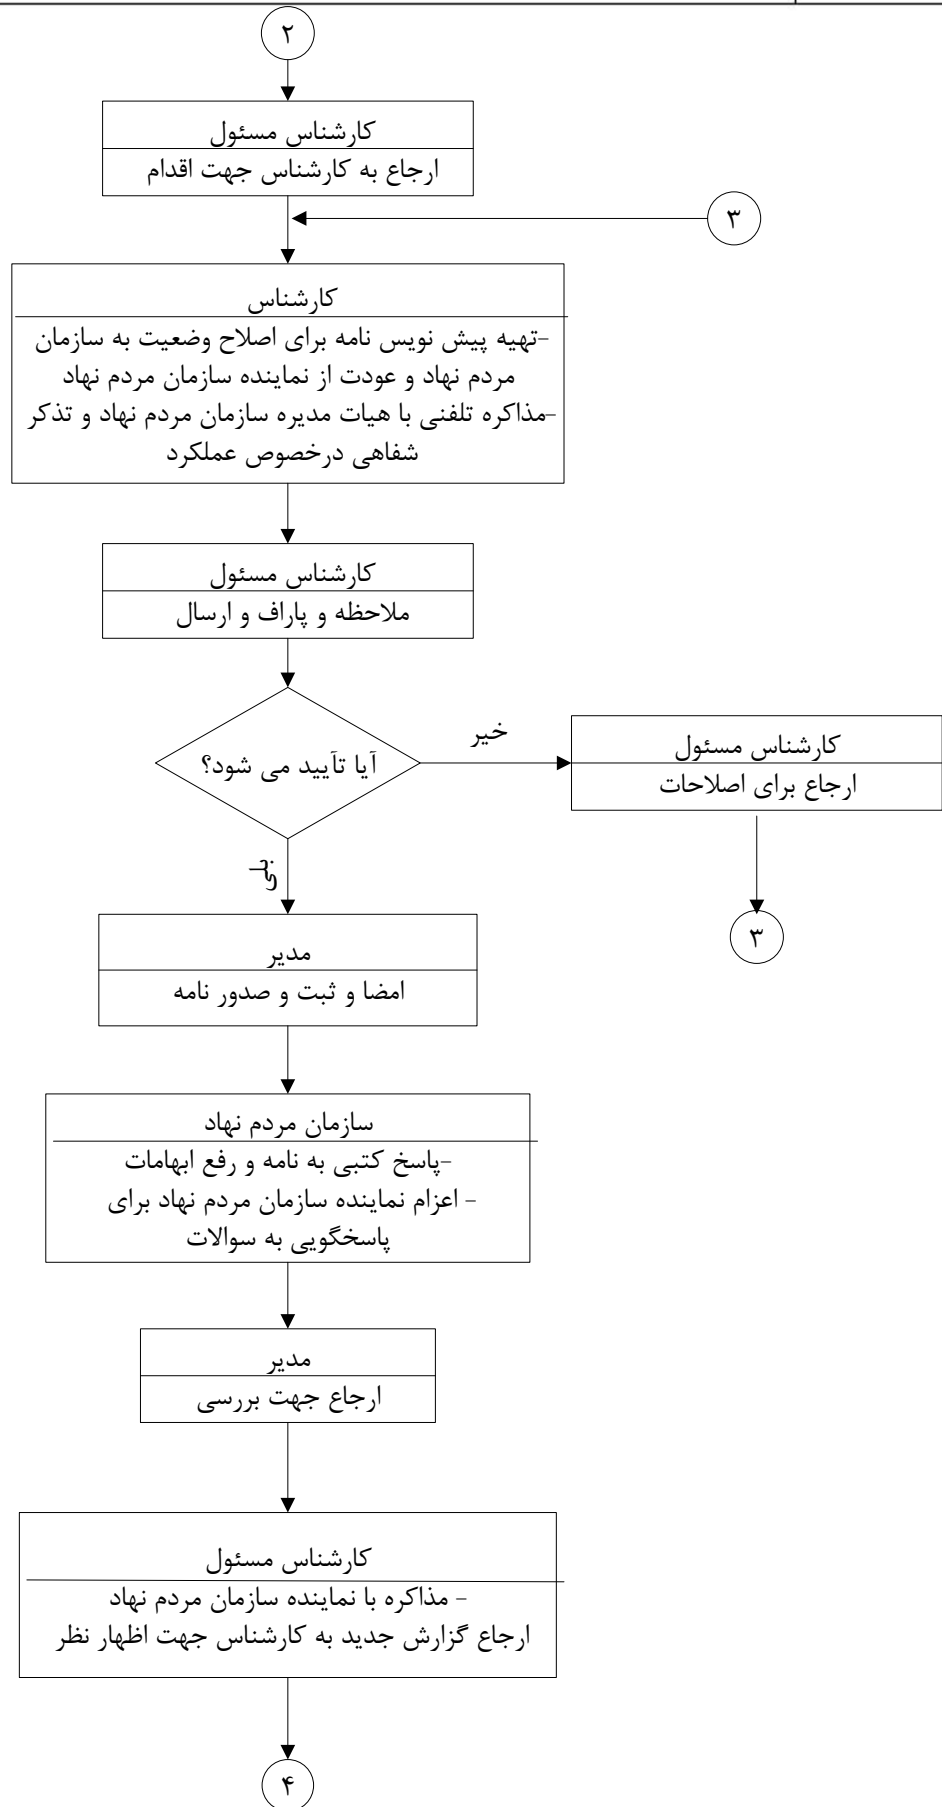 ۲
کارشناس مسئول
ارجاع به کارشناس جهت اقدام
۳
کارشناس
-تهیه پیش نویس نامه برای اصلاح وضعیت به سازمان
مردم نهاد و عودت از نماینده سازمان مردم نهاد
-مذاکره تلفنی با هیات مدیره سازمان مردم نهاد و تذکر
شفاهی درخصوص عملکرد
کارشناس مسئول
ملاحظه و پاراف و ارسال
آیا تآیید می شود؟
خیر
کارشناس مسئول
ارجاع برای اصلاحات
بلی
۳
مدیر
امضا و ثبت و صدور نامه
سازمان مردم نهاد
-پاسخ کتبی به نامه و رفع ابهامات
- اعزام نماینده سازمان مردم نهاد برای
پاسخگویی به سوالات
مدیر
ارجاع جهت بررسی
کارشناس مسئول
- مذاکره با نماینده سازمان مردم نهاد
ارجاع گزارش جدید به کارشناس جهت اظهار نظر
۴